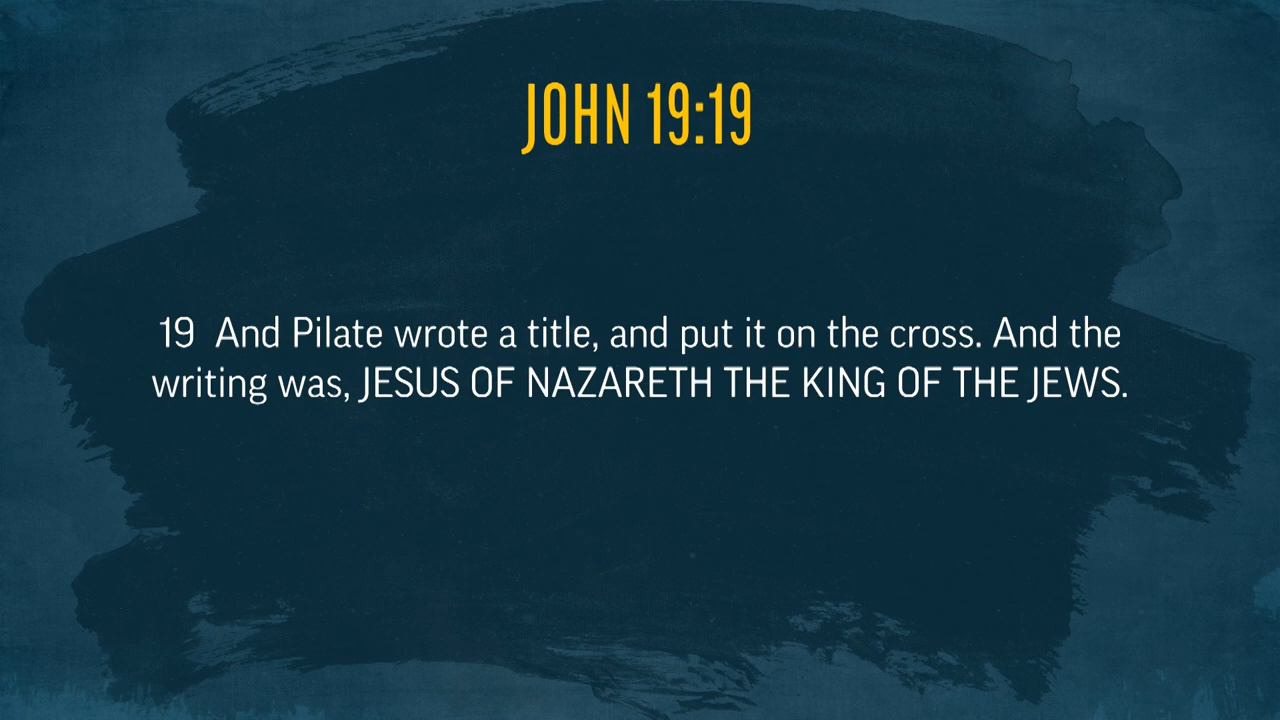 JOHN 19:19
19 And Pilate wrote a title, and put it on the cross. And the
writing was, JESUS OF NAZARETH THE KING OF THE JEWS.